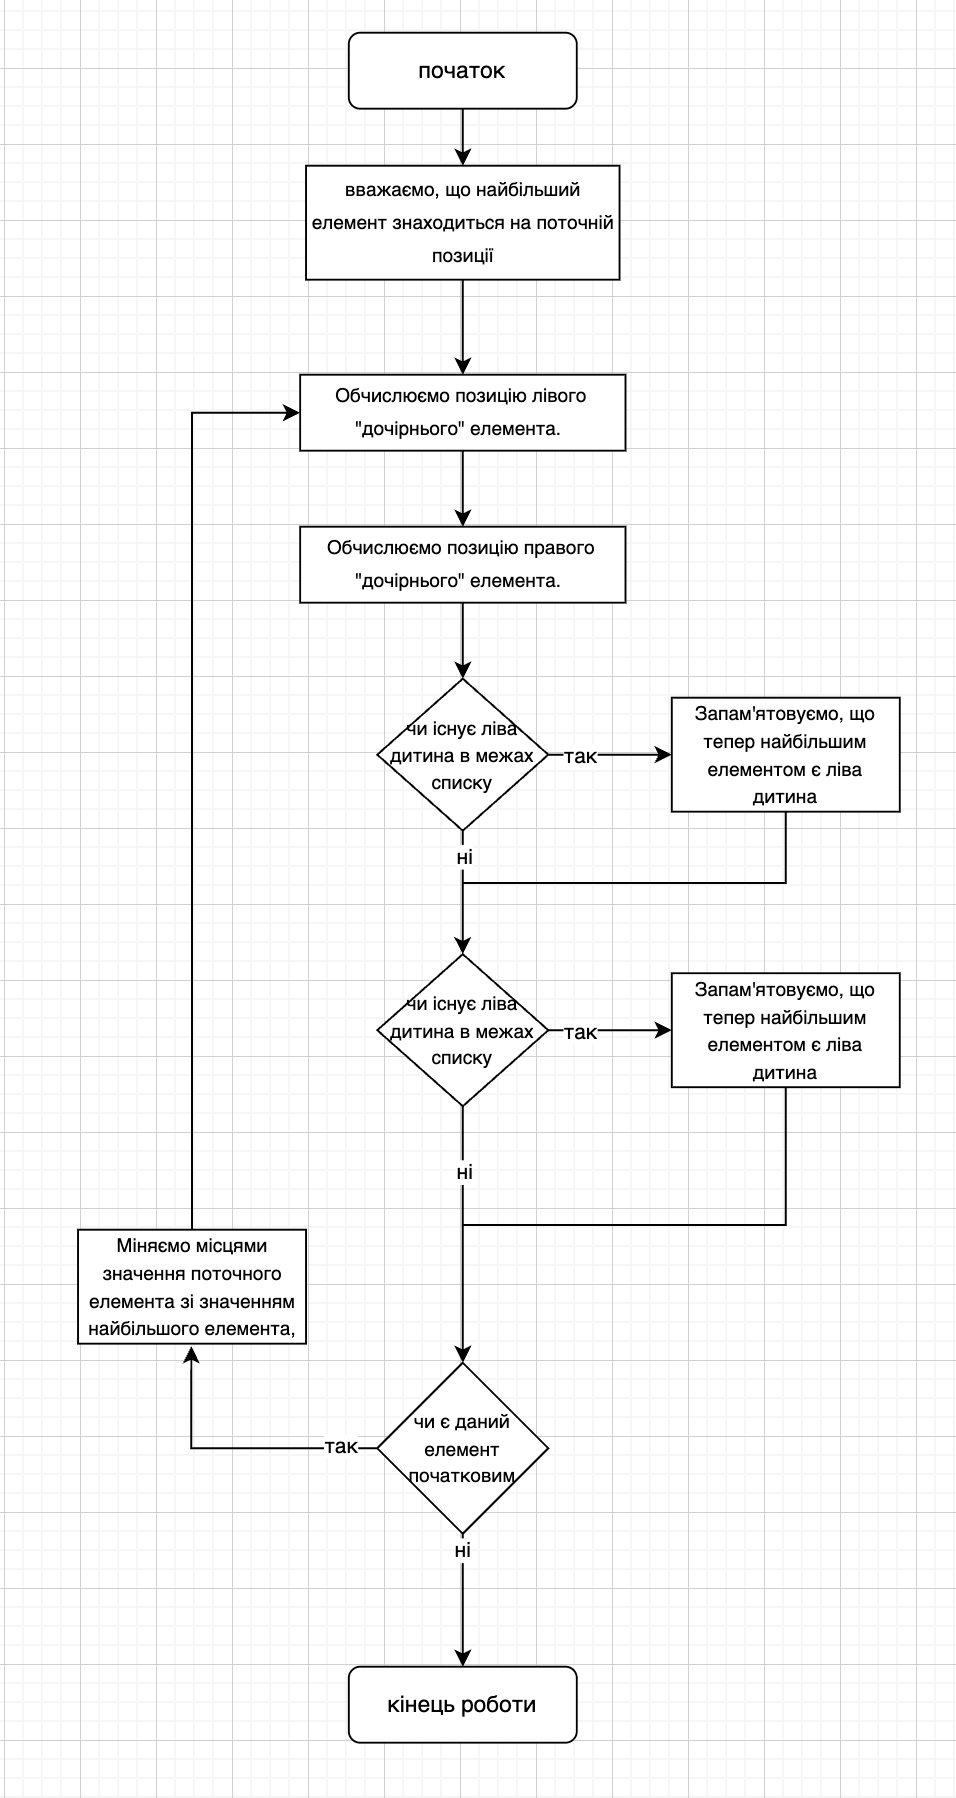 початок
вважаємо, що найбільший
елемент знаходиться на поточній
позиції
Обчислюємо позицію лівого
"дочірнього" елемента.
Обчислюємо позицію правого
"дочірнього" елемента.
чи існує ліва
дитина в межах
списку
так
Запам'ятовуємо, що
тепер найбільшим
елементом є ліва
дитина
ні
чи існує ліва
дитина в межах
списку
так
Запам'ятовуємо, що
тепер найбільшим
елементом є ліва
дитина
ні
Міняємо місцями
значення поточного
елемента зі значенням
найбільшого елемента,
чи є даний
елемент
початковим
так
ні
кінець роботи